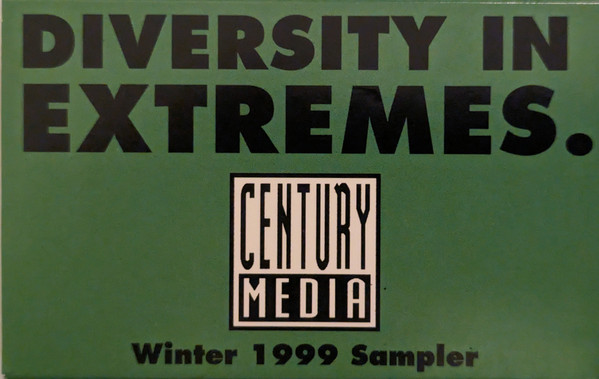 DIVERSITY IN
EXTREMES.
CENTURY
MEDIA
Winter 1999 Sampler